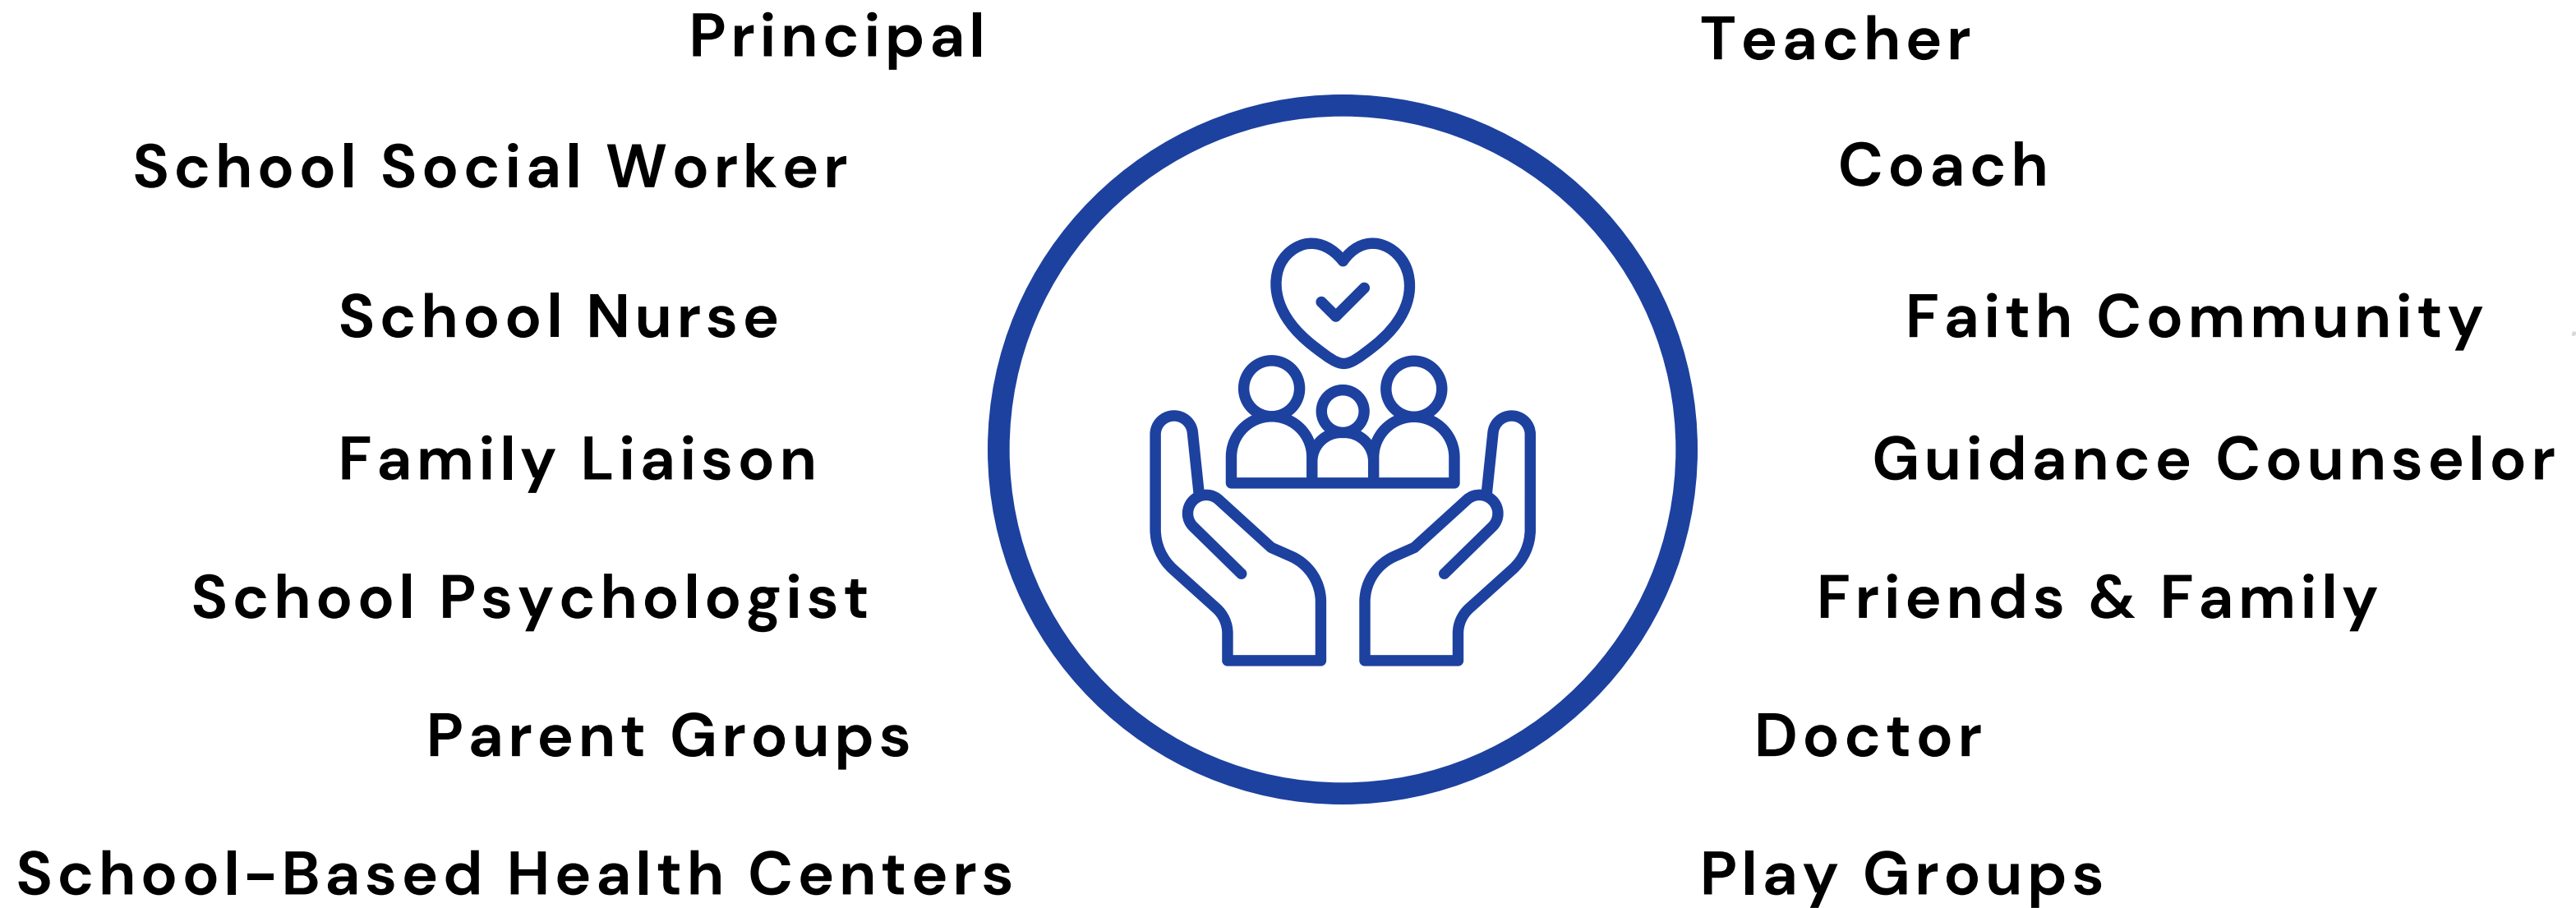 Principal
Teacher
School Social Worker
Coach
School Nurse
Faith Community
Family Liaison
Guidance Counselor
School Psychologist
Friends & Family
Parent Groups
Doctor
School-Based Health Centers
Play Groups